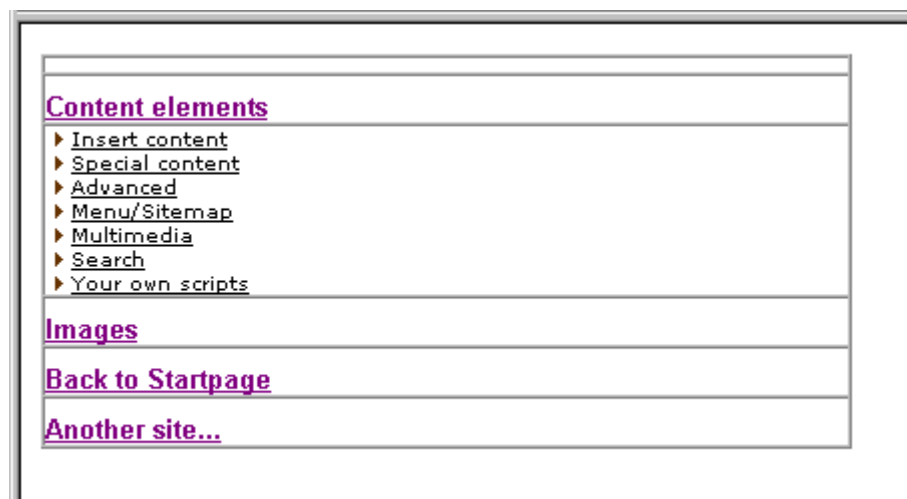 Content elements
Insert content
Special content
Advanced
Menu/Sitemap
Multimedia
Search
Your own scripts
Images
Back to Startpage
Another site...